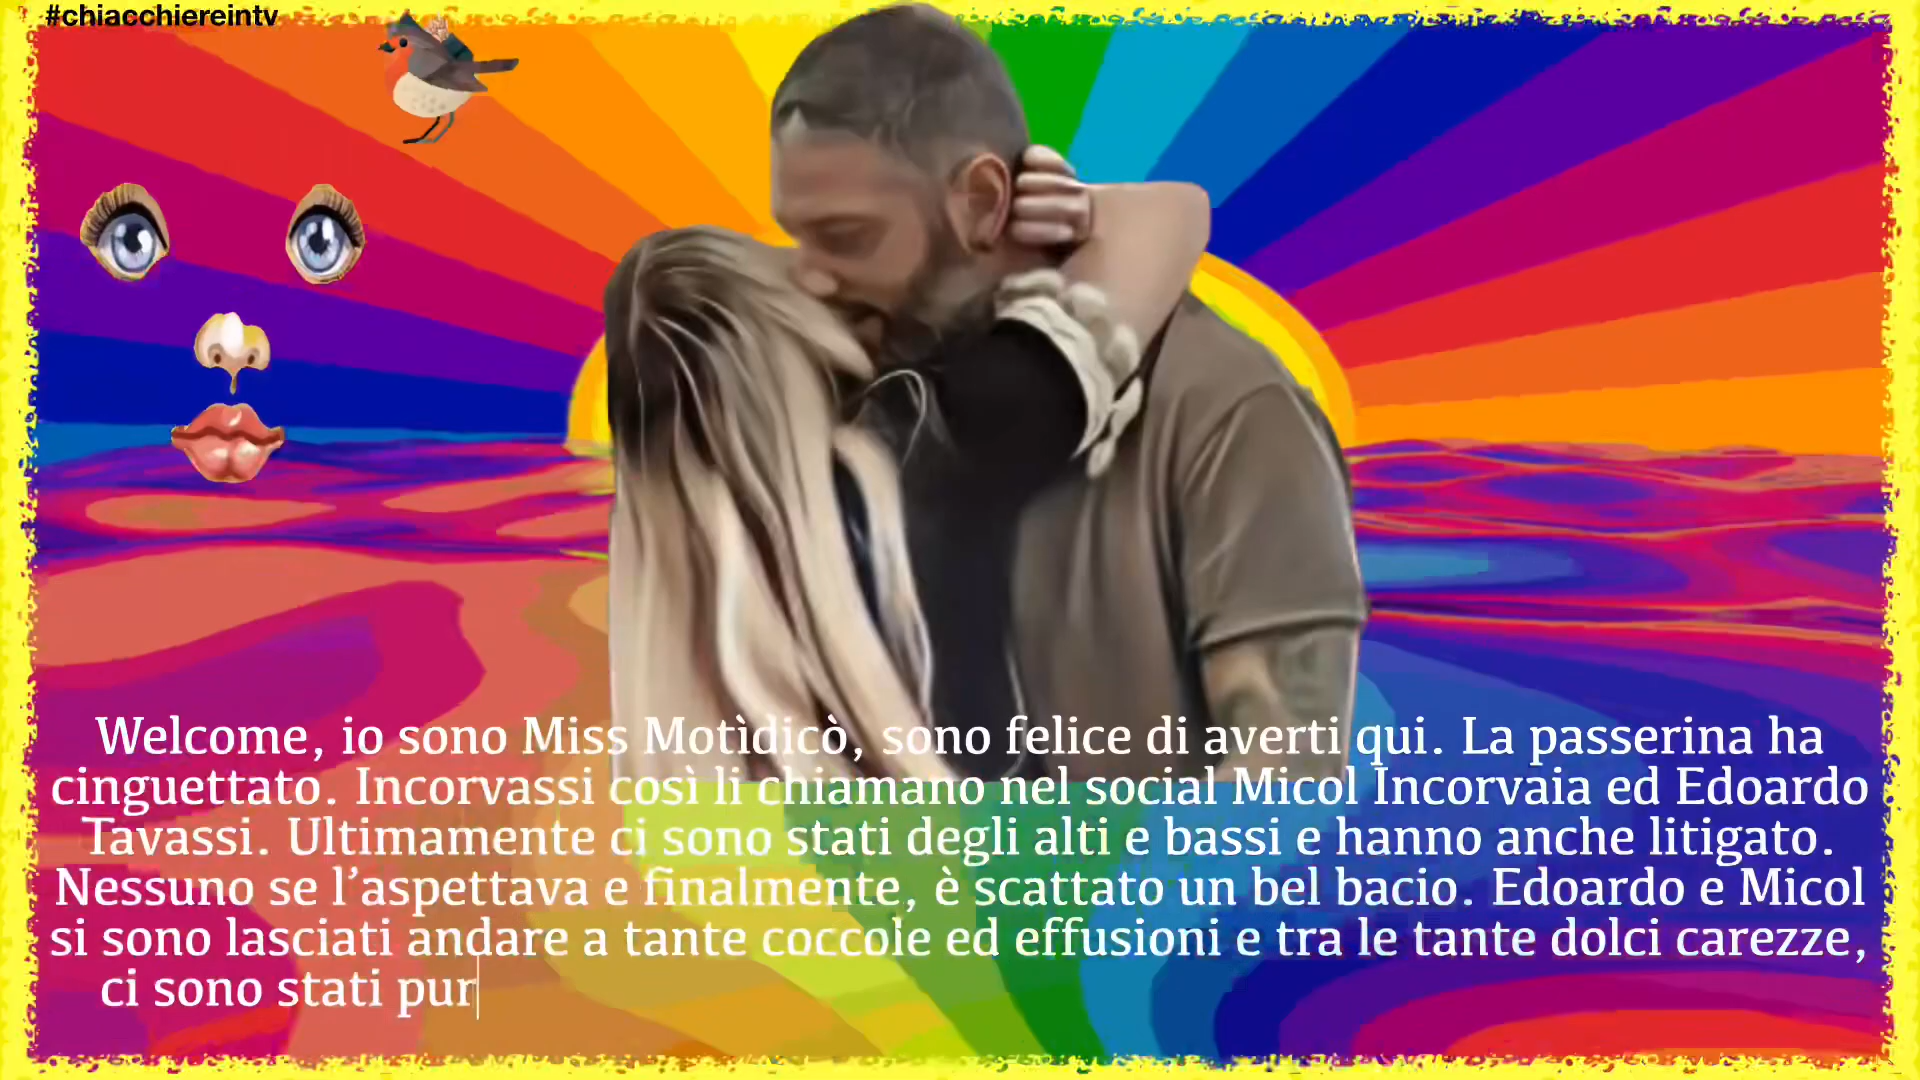 #chiacchiereintv
Welcome, io sono Miss Motìdicò, sono felice di averti qui. La passerina ha
cinguettato. Incorvassi così li chiamano nel social Micol Incorvaia ed Edoardo
Tavassi. Ultimamente ci sono stati degli alti e bassi e hanno anche litigato.
Nessuno se l’aspettava e finalmente, è scattato un bel bacio. Edoardo e Micol
si sono lasciati andare a tante coccole ed effusioni e tra le tante dolci carezze,
ci sono stati pur